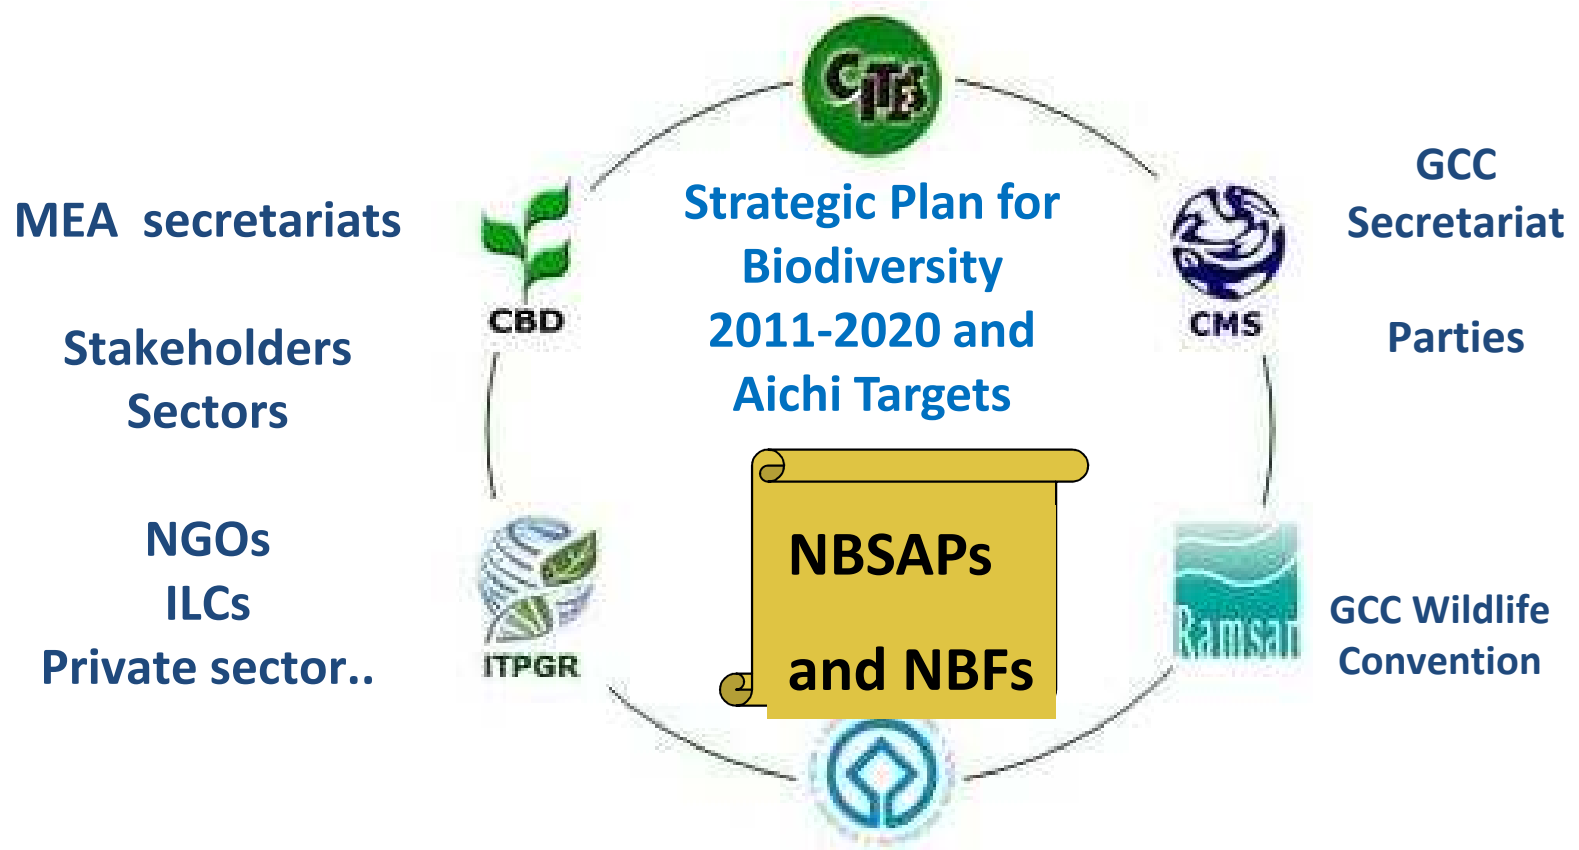 CITES
MEA secretariats
Stakeholders
Sectors
NGOs
ILCs
Private sector..
CBD
Strategic Plan for
Biodiversity
2011-2020 and
Aichi Targets
CMS
GCC
Secretariat
Parties
ITPGR
NBSAPs
and NBFs
Ramsar
GCC Wildlife
Convention